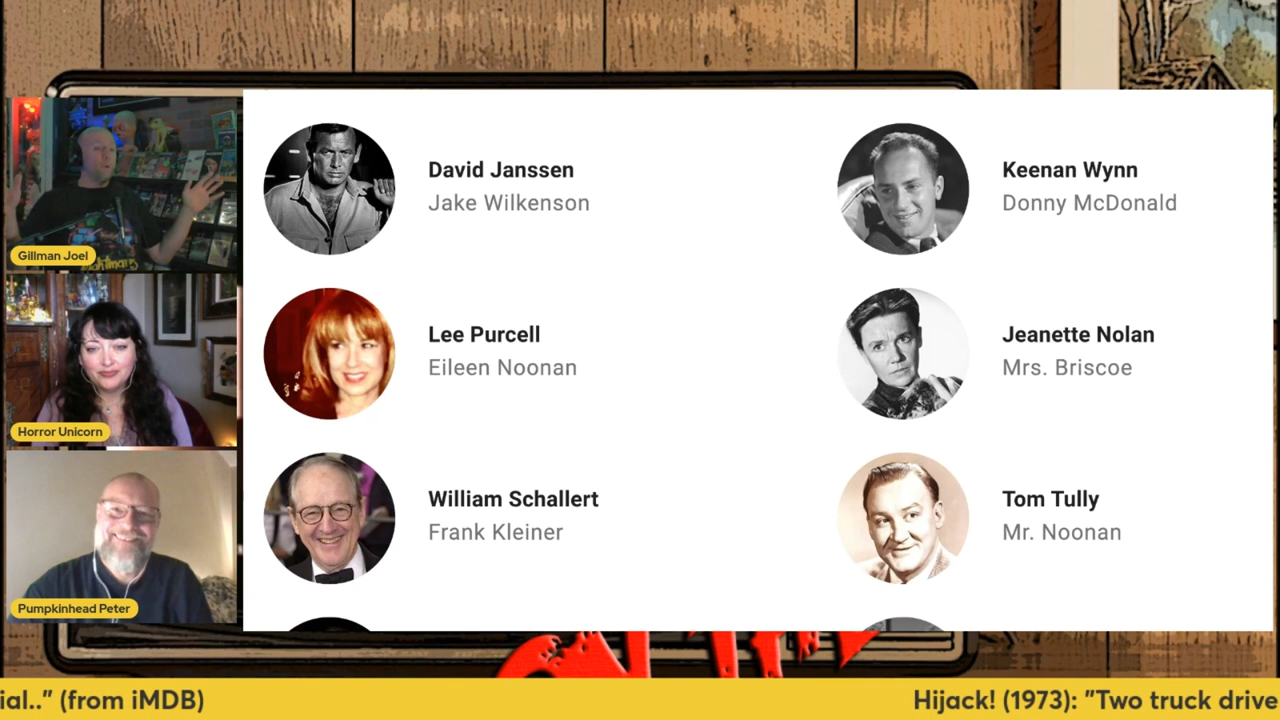 David Janssen
Jake Wilkenson
Keenan Wynn
Donny McDonald
Gillman Joel
Lee Purcell
Eileen Noonan
Jeanette Nolan
Mrs. Briscoe
Horror Unicorn
William Schallert
Frank Kleiner
Tom Tully
Mr. Noonan
Pumpkinhead Peter
ial.." (from iMDB)
Hijack! (1973): "Two truck drive